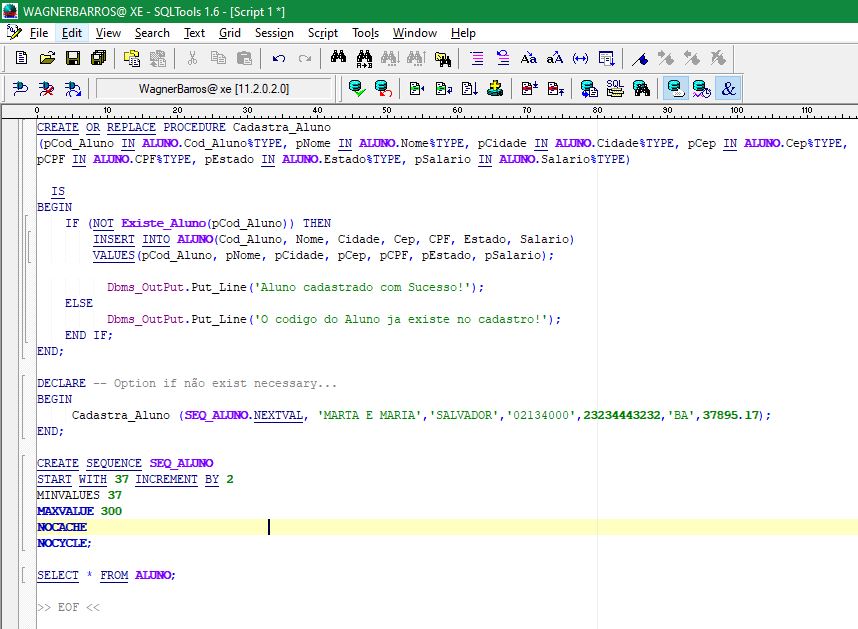 WAGNERBARROS@ XE - SQLTools 1.6 - [Script 1 *]
File Edit View Search Text Grid Session Script Tools Window Help
WagnerBarros@ xe [11.2.0.2.0]
0 10 20 30 40 50 60 70 80 90 100 110
CREATE OR REPLACE PROCEDURE Cadastra_Aluno
(pCod_Aluno IN ALUNO.Cod_Aluno%TYPE, pNome IN ALUNO.Nome%TYPE, pCidade IN ALUNO.Cidade%TYPE, pCep IN ALUNO.Cep%TYPE,
pCPF IN ALUNO.CPF%TYPE, pEstado IN ALUNO.Estado%TYPE, pSalario IN ALUNO.Salario%TYPE)
IS
BEGIN
IF (NOT Existe_Aluno(pCod_Aluno)) THEN
INSERT INTO ALUNO(Cod_Aluno, Nome, Cidade, Cep, CPF, Estado, Salario)
VALUES(pCod_Aluno, pNome, pCidade, pCep, pCPF, pEstado, pSalario);
Dbms_OutPut.Put_Line('Aluno cadastrado com Sucesso!');
ELSE
Dbms_OutPut.Put_Line('O codigo do Aluno ja existe no cadastro!');
END IF;
END;
DECLARE -- Option if não exist necessary...
BEGIN
Cadastra_Aluno (SEQ_ALUNO.NEXTVAL, 'MARTA E MARIA','SALVADOR','02134000',23234443232,'BA',37895.17);
END;
CREATE SEQUENCE SEQ_ALUNO
START WITH 37 INCREMENT BY 2
MINVALUES 37
MAXVALUE 300
NOCACHE
NOCYCLE;
SELECT * FROM ALUNO;
>> EOF <<